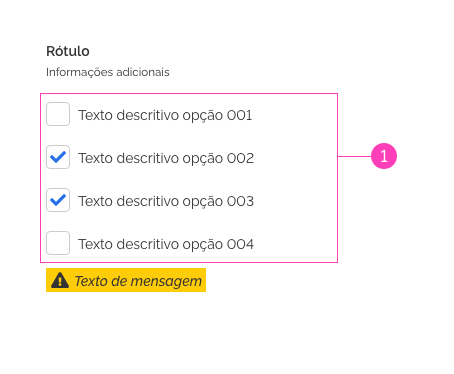 Rótulo
Informações adicionais
Texto descritivo opção 001
Texto descritivo opção 002
1
Texto descritivo opção 003
Texto descritivo opção 004
Texto de mensagem